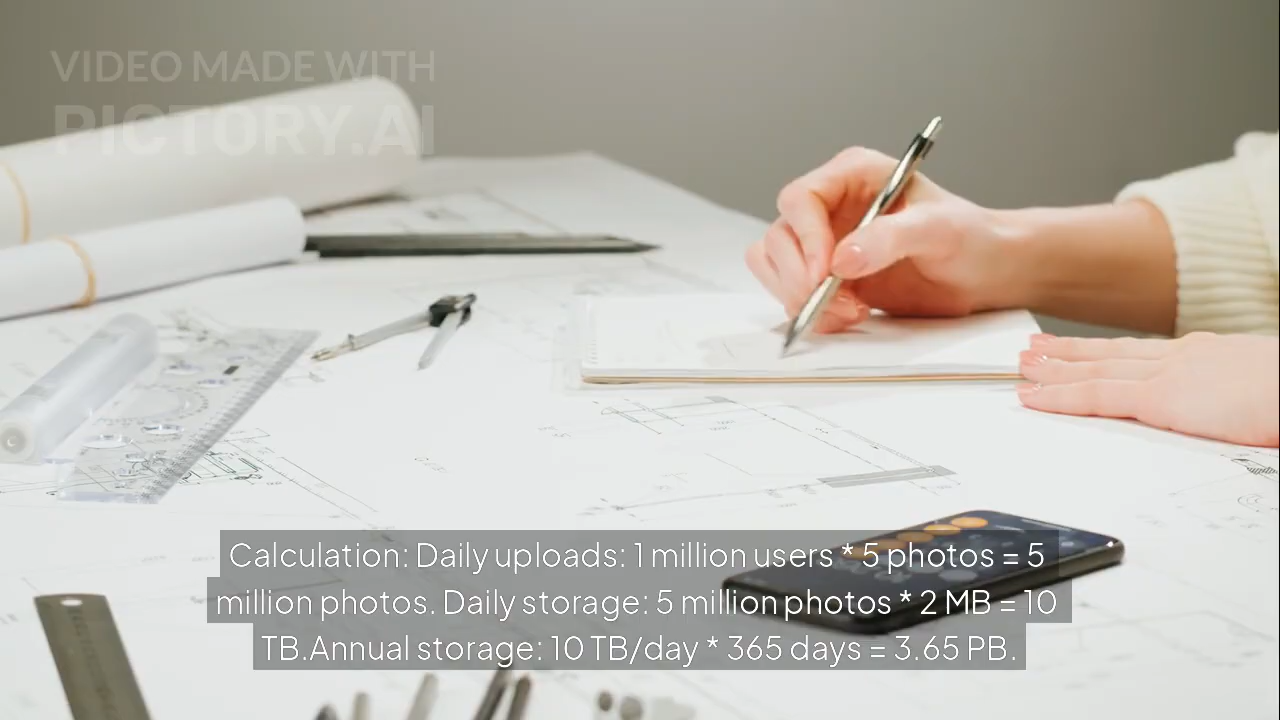 VIDEO MADE WITH
PICTORY.AI
Calculation: Daily uploads: 1 million users * 5 photos = 5
million photos. Daily storage: 5 million photos * 2 MB = 10
TB.Annual storage: 10 TB/day * 365 days = 3.65 PB.